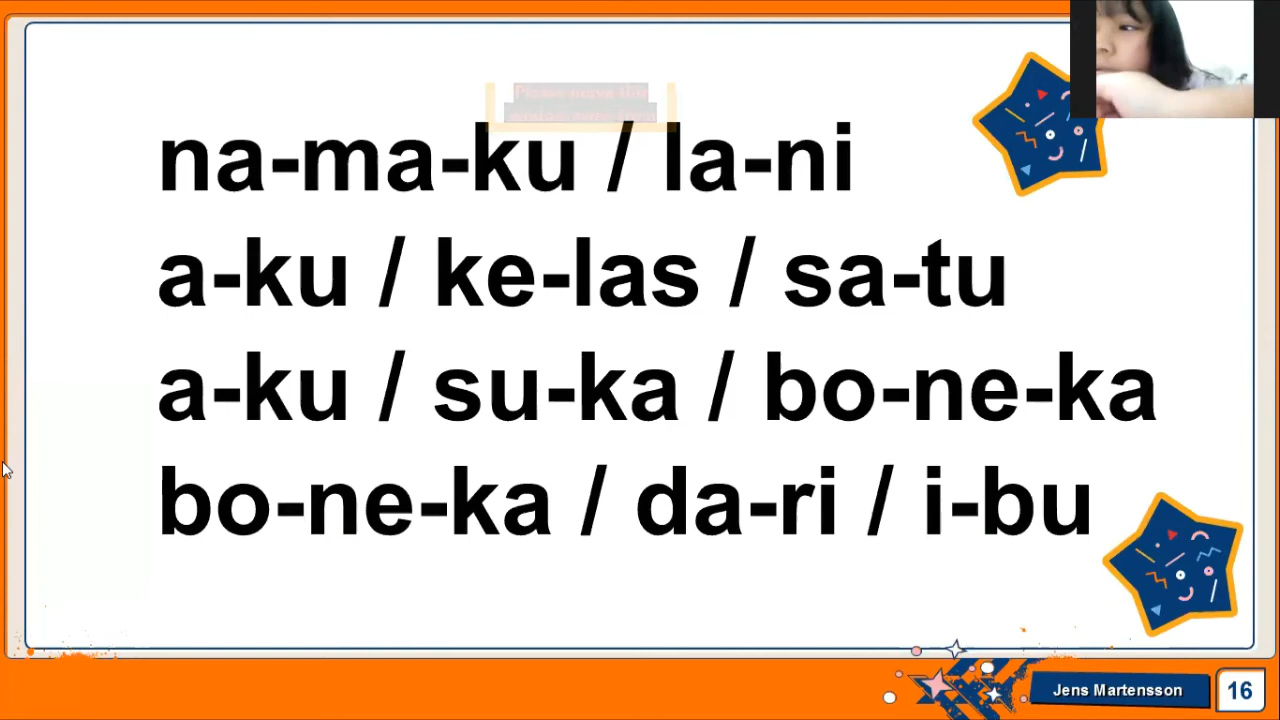 na-ma-ku / la-ni
a-ku / ke-las / sa-tu
a-ku / su-ka / bo-ne-ka
bo-ne-ka / da-ri / i-bu
Jens Martensson
16